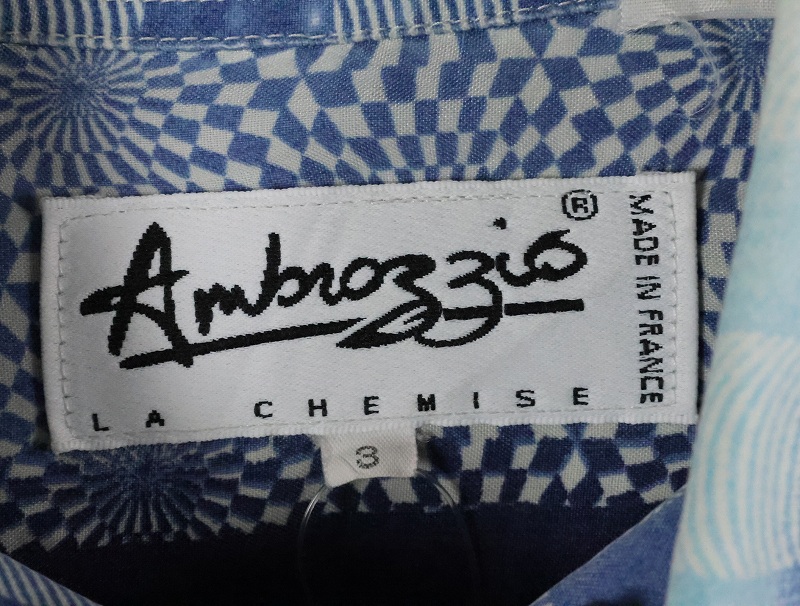 Ambrozzio ®
LA CHEMISE
MADE IN FRANCE
3